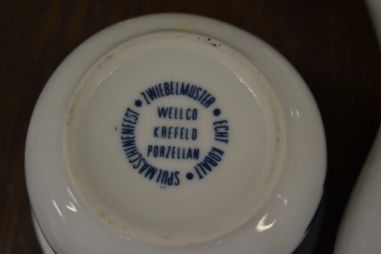 ZWIEBELMUSTER * ECHT KOBALT * SPÜLMASCHINENFEST *
WELLCO
KREFELD
PORZELLAN